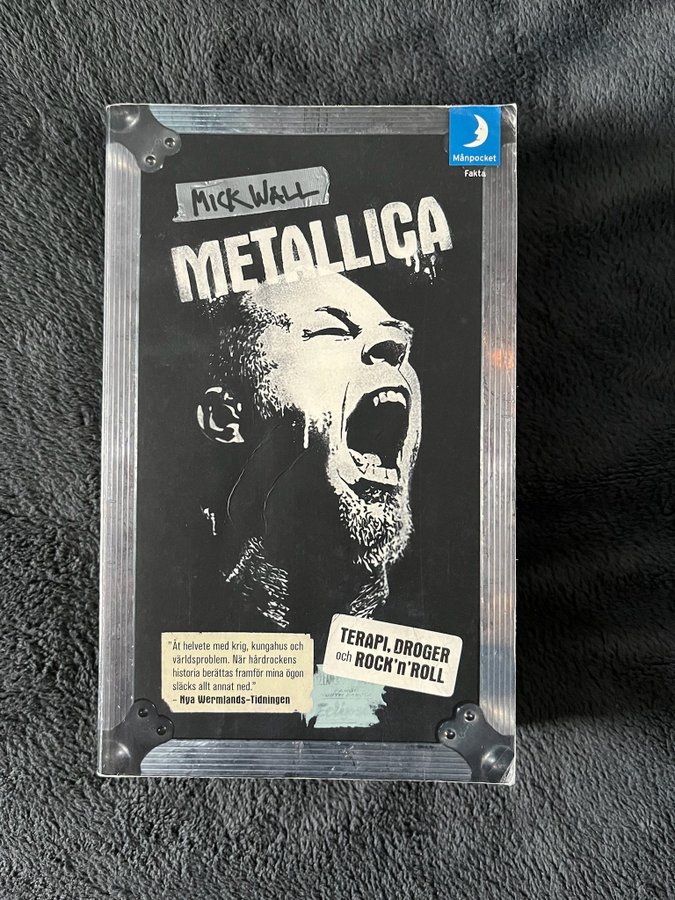 Månpocket
Fakta
MICK WALL
METALLICA
TERAPI, DROGER
och ROCK'n'ROLL
"Åt helvete med krig, kungahus och
världsproblem. När hårdrockens
historia berättas framför mina ögon
släcks allt annat ned."
– Nya Wermlands-Tidningen